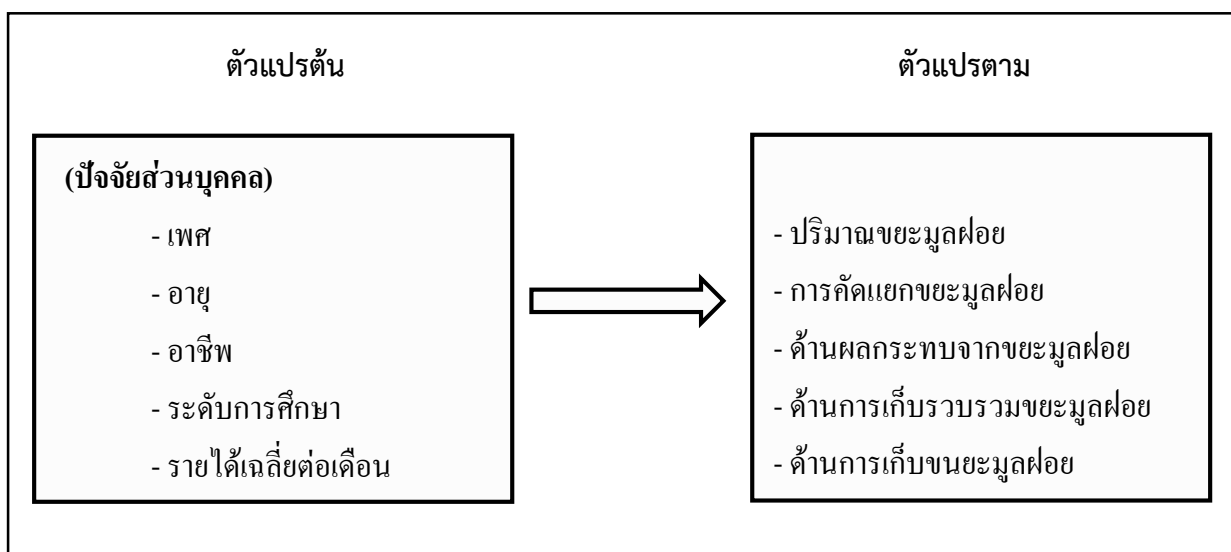 ตัวแปรต้น
ตัวแปรตาม
(ปัจจัยส่วนบุคคล)
- เพศ
- อายุ
- อาชีพ
- ระดับการศึกษา
- รายได้เฉลี่ยต่อเดือน
- ปริมาณขยะมูลฝอย
- การคัดแยกขยะมูลฝอย
- ด้านผลกระทบจากขยะมูลฝอย
- ด้านการเก็บรวบรวมขยะมูลฝอย
- ด้านการเก็บขนยะมูลฝอย